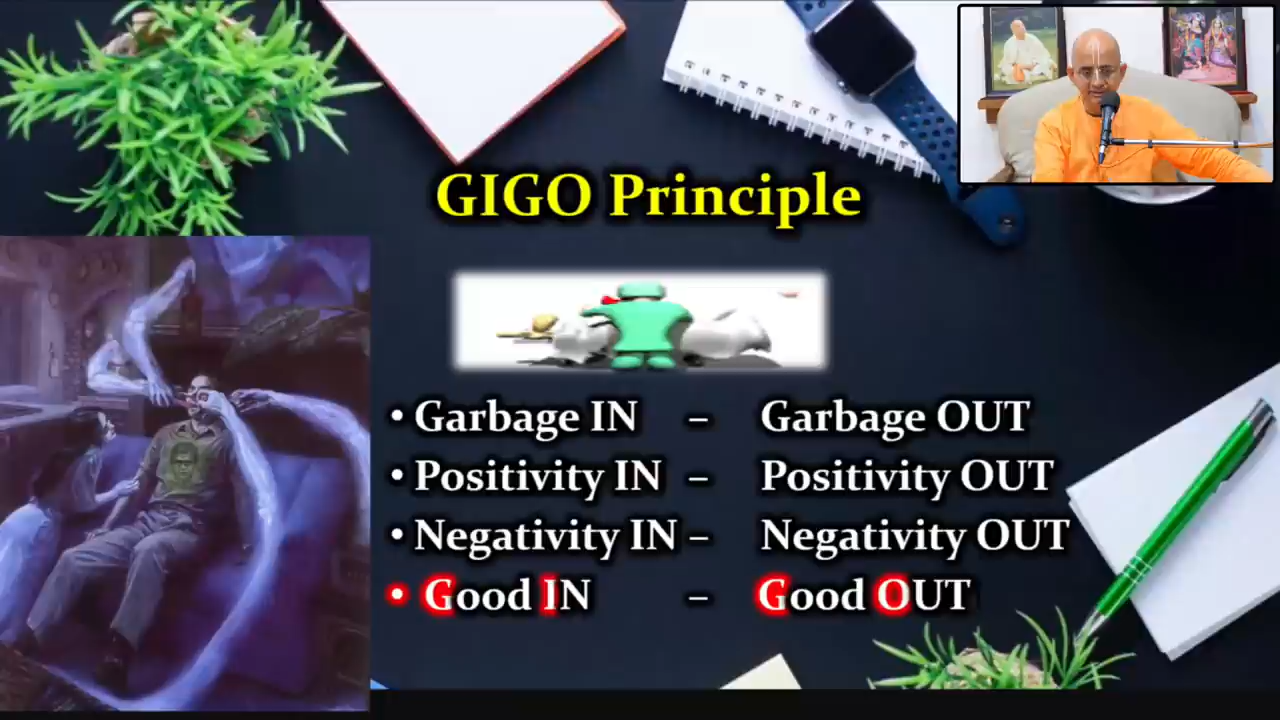 GIGO Principle
• Garbage IN – Garbage OUT
• Positivity IN – Positivity OUT
• Negativity IN – Negativity OUT
• Good IN – Good OUT